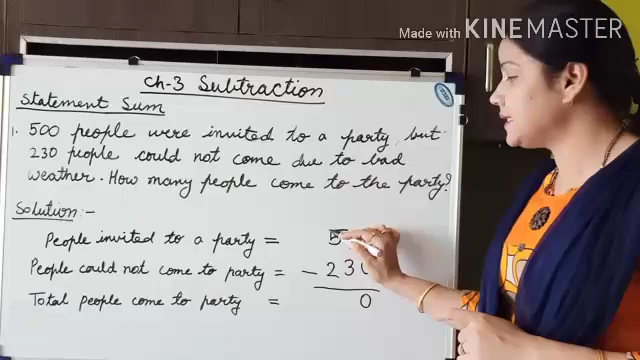 Made with KINEMASTER
Ch-3 Subtraction
Statement Sum
1. 500 people were invited to a party, but
230 people could not come due to bad
weather. How many people come to the party?
Solution:-
People invited to a party = 5
People could not come to party = - 230
Total people come to party = 0